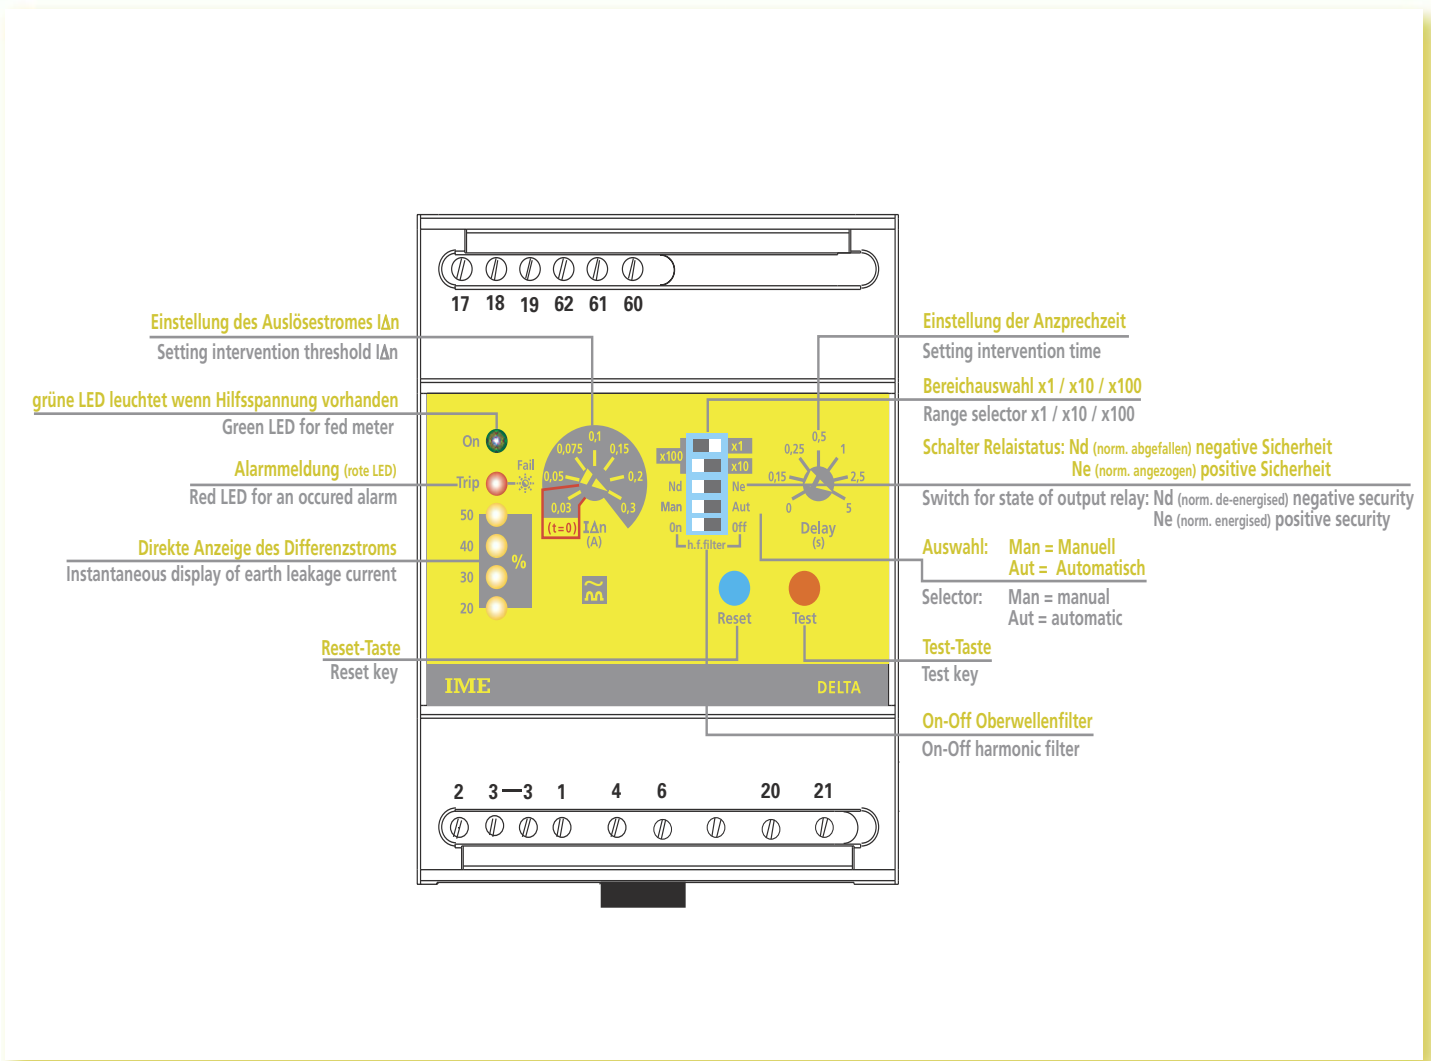 17 18 19 62 61 60
Einstellung des Auslösestromes I∆n
Setting intervention threshold I∆n
grüne LED leuchtet wenn Hilfsspannung vorhanden
Green LED for fed meter
Alarmmeldung (rote LED)
Red LED for an occured alarm
Direkte Anzeige des Differenzstroms
Instantaneous display of earth leakage current
Reset-Taste
Reset key
On
Trip
Fail
50
40
30
20
%
0,03
0,05
0,075
0,1
0,15
0,2
0,3
(t=0)
I∆n
(A)
x100
x1
x10
Nd Ne
Man Aut
On Off
h.f.filter
0
0,15
0,25
0,5
1
2,5
5
Delay
(s)
Reset
Test
IME
DELTA
Einstellung der Anzprechzeit
Setting intervention time
Bereichauswahl x1 / x10 / x100
Range selector x1 / x10 / x100
Schalter Relaistatus: Nd (norm. abgefallen) negative Sicherheit
Ne (norm. angezogen) positive Sicherheit
Switch for state of output relay: Nd (norm. de-energised) negative security
Ne (norm. energised) positive security
Auswahl: Man = Manuell
Aut = Automatisch
Selector: Man = manual
Aut = automatic
Test-Taste
Test key
On-Off Oberwellenfilter
On-Off harmonic filter
2 3 3 1 4 6 20 21